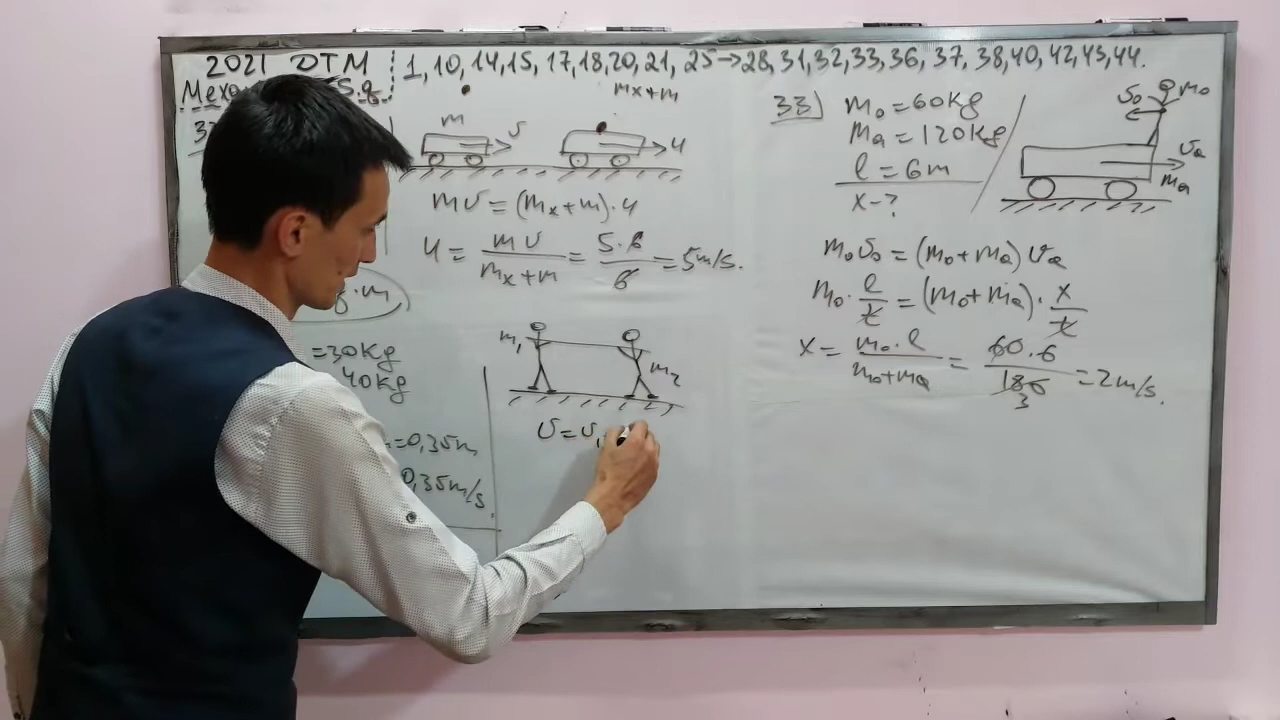 2021 DTM 1, 10, 14, 15, 17, 18, 20, 21, 25→28, 31, 32, 33, 36, 37, 38, 40, 42, 43, 44.
Mexa
mx+m
m
υ
u
mυ=(mx+m)·u
u = mυ/(mx+m) = 5·6/6 = 5m/s.
·m
=30kg
40kg
=0,35m
0,35m/s.
m1
m2
υ=υ1
33) m0=60kg
ma=120kg
l=6m
x-?
υ0
m0
υa
ma
m0υ0=(m0+ma)υa
m0·l/t=(m0+ma)·x/t
x = m0·l/(m0+ma) = 60·6/180 = 2m/s.
3